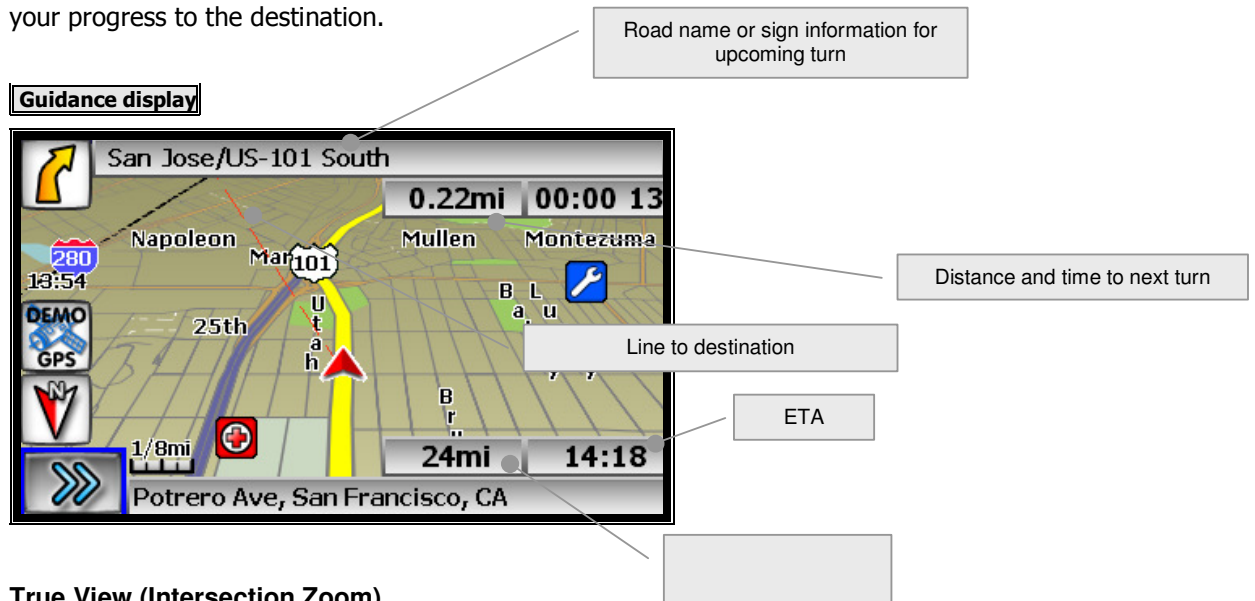 your progress to the destination.
Road name or sign information for
upcoming turn
Guidance display
San Jose/US-101 South
0.22mi
00:00 13
Napoleon
Mullen
Montezuma
280
Mar
101
13:54
Distance and time to next turn
DEMO
GPS
25th
Utah
B
L
a
u
Line to destination
y
y
N
ETA
B
r
1/8mi
24mi
14:18
Potrero Ave, San Francisco, CA
True View (Intersection Zoom)